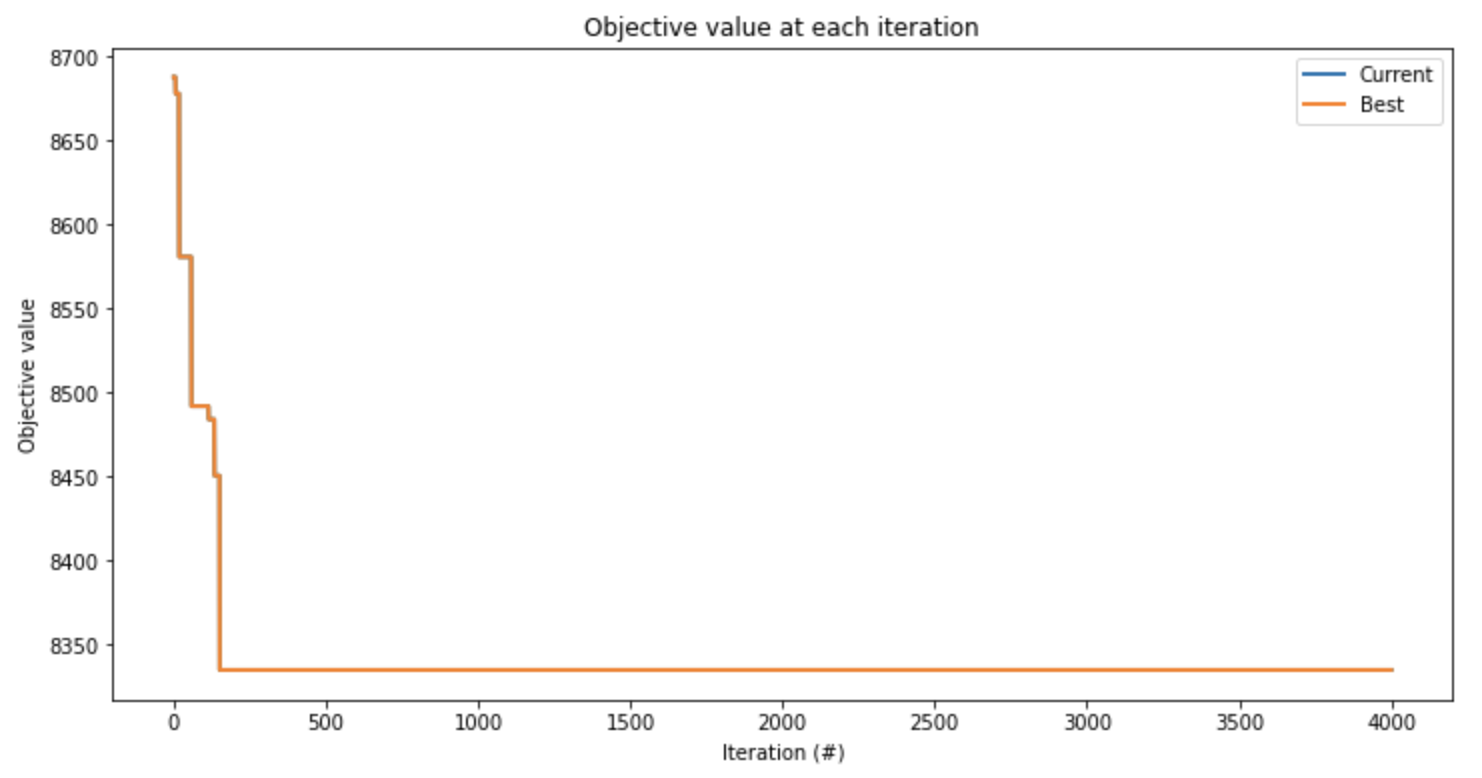 Objective value at each iteration
Current
Best
Objective value
8700
8650
8600
8550
8500
8450
8400
8350
0 500 1000 1500 2000 2500 3000 3500 4000
Iteration (#)